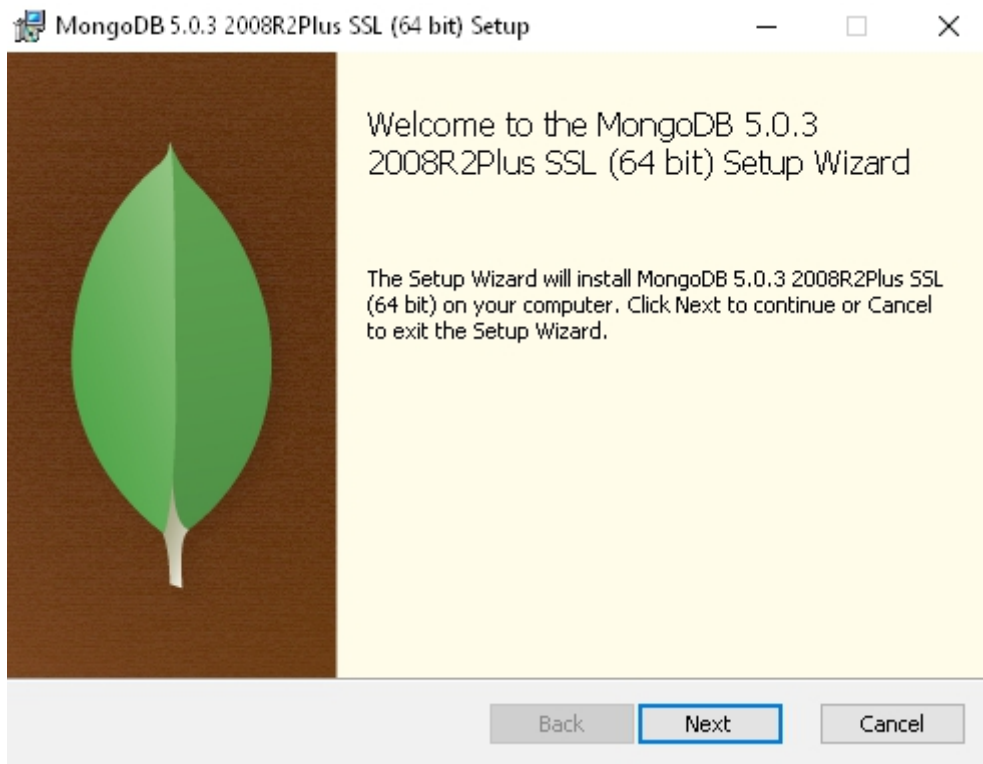 MongoDB 5.0.3 2008R2Plus SSL (64 bit) Setup
Welcome to the MongoDB 5.0.3
2008R2Plus SSL (64 bit) Setup Wizard
The Setup Wizard will install MongoDB 5.0.3 2008R2Plus SSL
(64 bit) on your computer. Click Next to continue or Cancel
to exit the Setup Wizard.
Back Next Cancel